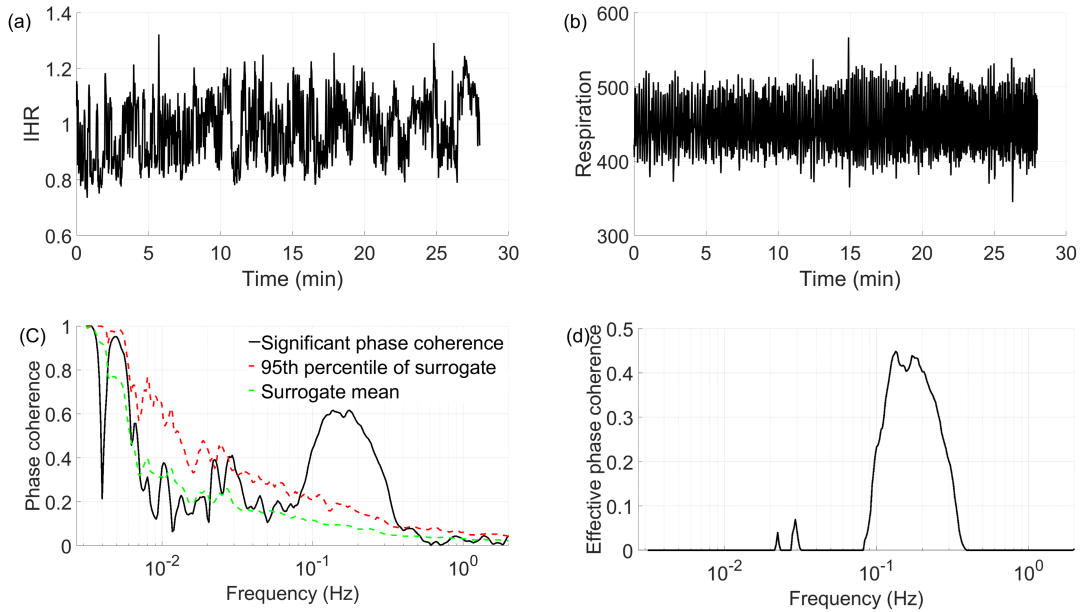 (a)
1.4
1.2
1
0.8
0.6
IHR
0 5 10 15 20 25 30
Time (min)
(b)
600
500
400
300
Respiration
0 5 10 15 20 25 30
Time (min)
(C)
1
0.8
0.6
0.4
0.2
0
Phase coherence
Significant phase coherence
95th percentile of surrogate
Surrogate mean
10-2 10-1 100
Frequency (Hz)
(d)
0.5
0.4
0.3
0.2
0.1
0
Effective phase coherence
10-2 10-1 100
Frequency (Hz)